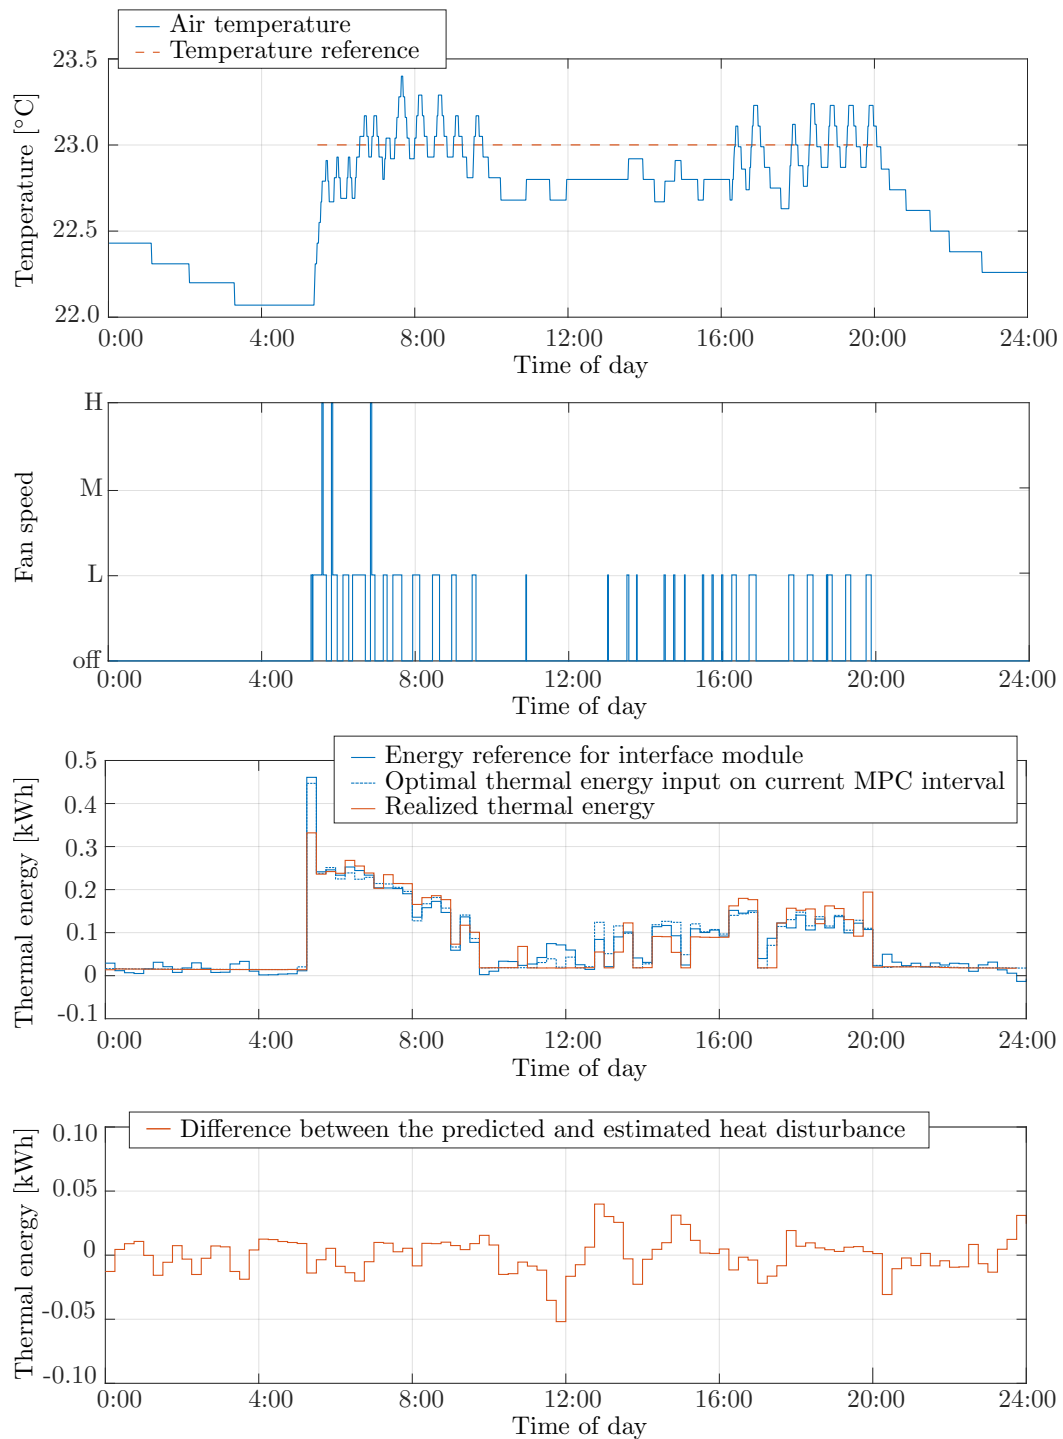 Air temperature
Temperature reference
23.5
23.0
22.5
22.0
Temperature [°C]
0:00 4:00 8:00 12:00 16:00 20:00 24:00
Time of day
H
M
L
off
Fan speed
0:00 4:00 8:00 12:00 16:00 20:00 24:00
Time of day
Energy reference for interface module
Optimal thermal energy input on current MPC interval
Realized thermal energy
0.5
0.4
0.3
0.2
0.1
0
-0.1
Thermal energy [kWh]
0:00 4:00 8:00 12:00 16:00 20:00 24:00
Time of day
Difference between the predicted and estimated heat disturbance
0.10
0.05
0
-0.05
-0.10
Thermal energy [kWh]
0:00 4:00 8:00 12:00 16:00 20:00 24:00
Time of day